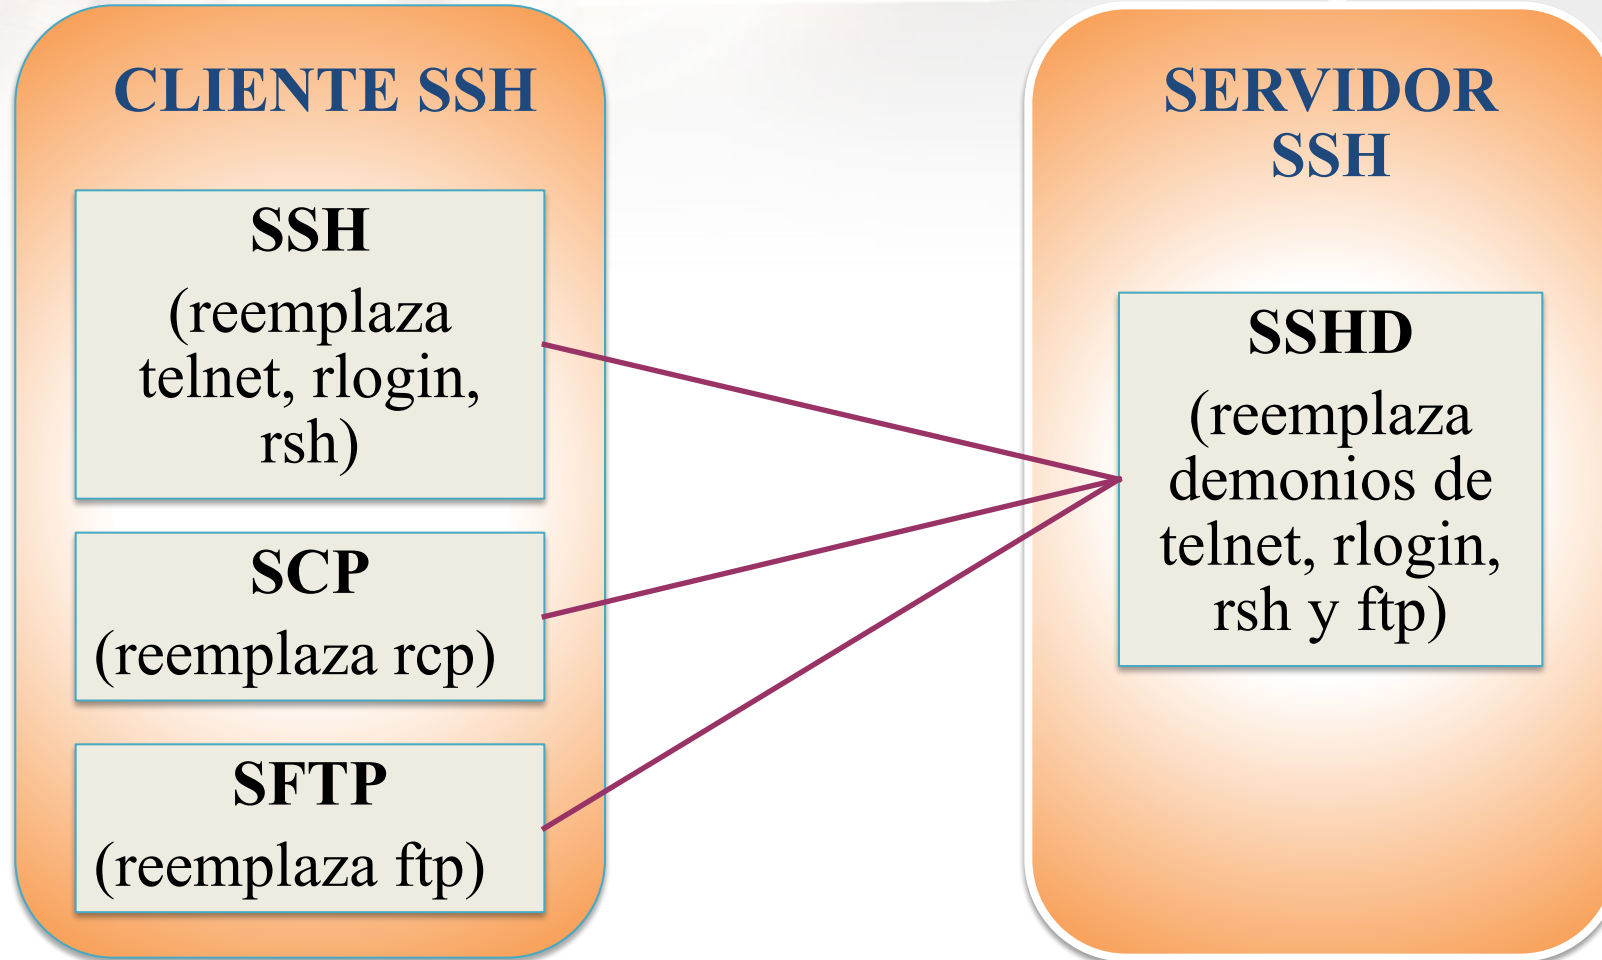 CLIENTE SSH
SSH
(reemplaza
telnet, rlogin,
rsh)
SCP
(reemplaza rcp)
SFTP
(reemplaza ftp)
SERVIDOR
SSH
SSHD
(reemplaza
demonios de
telnet, rlogin,
rsh y ftp)